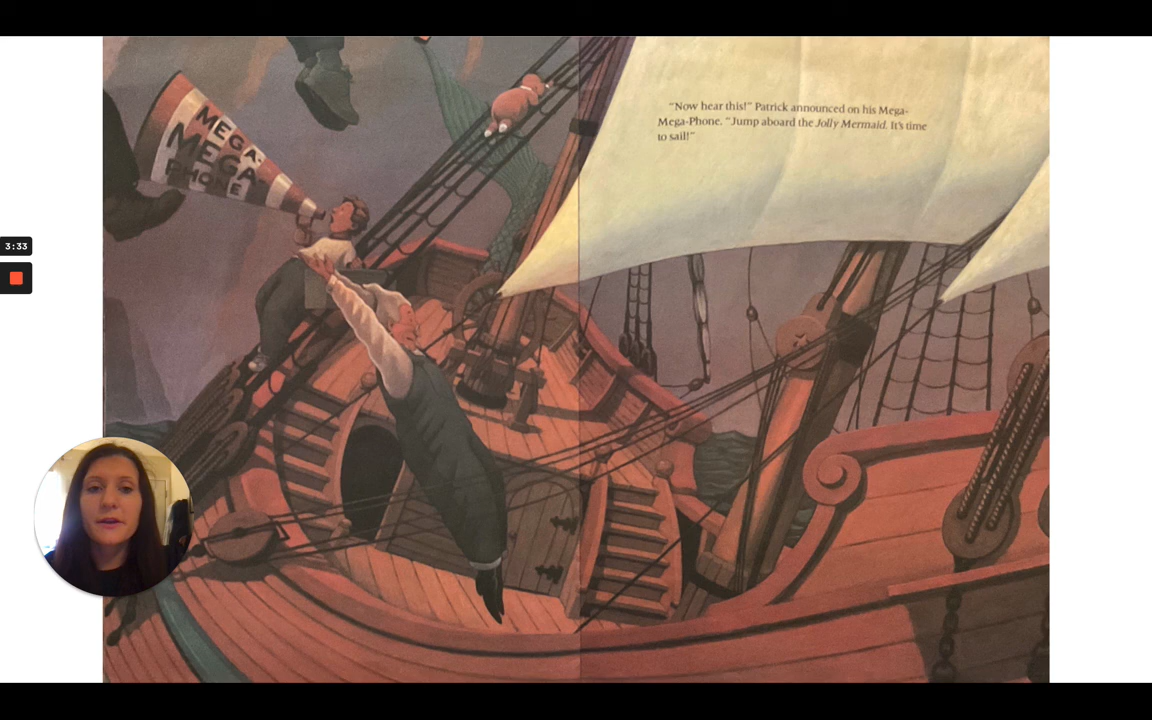 MEGA-
MEGA
PHONE
"Now hear this!" Patrick announced on his Mega-
Mega-Phone. "Jump aboard the Jolly Mermaid. It's time
to sail!"
3:33